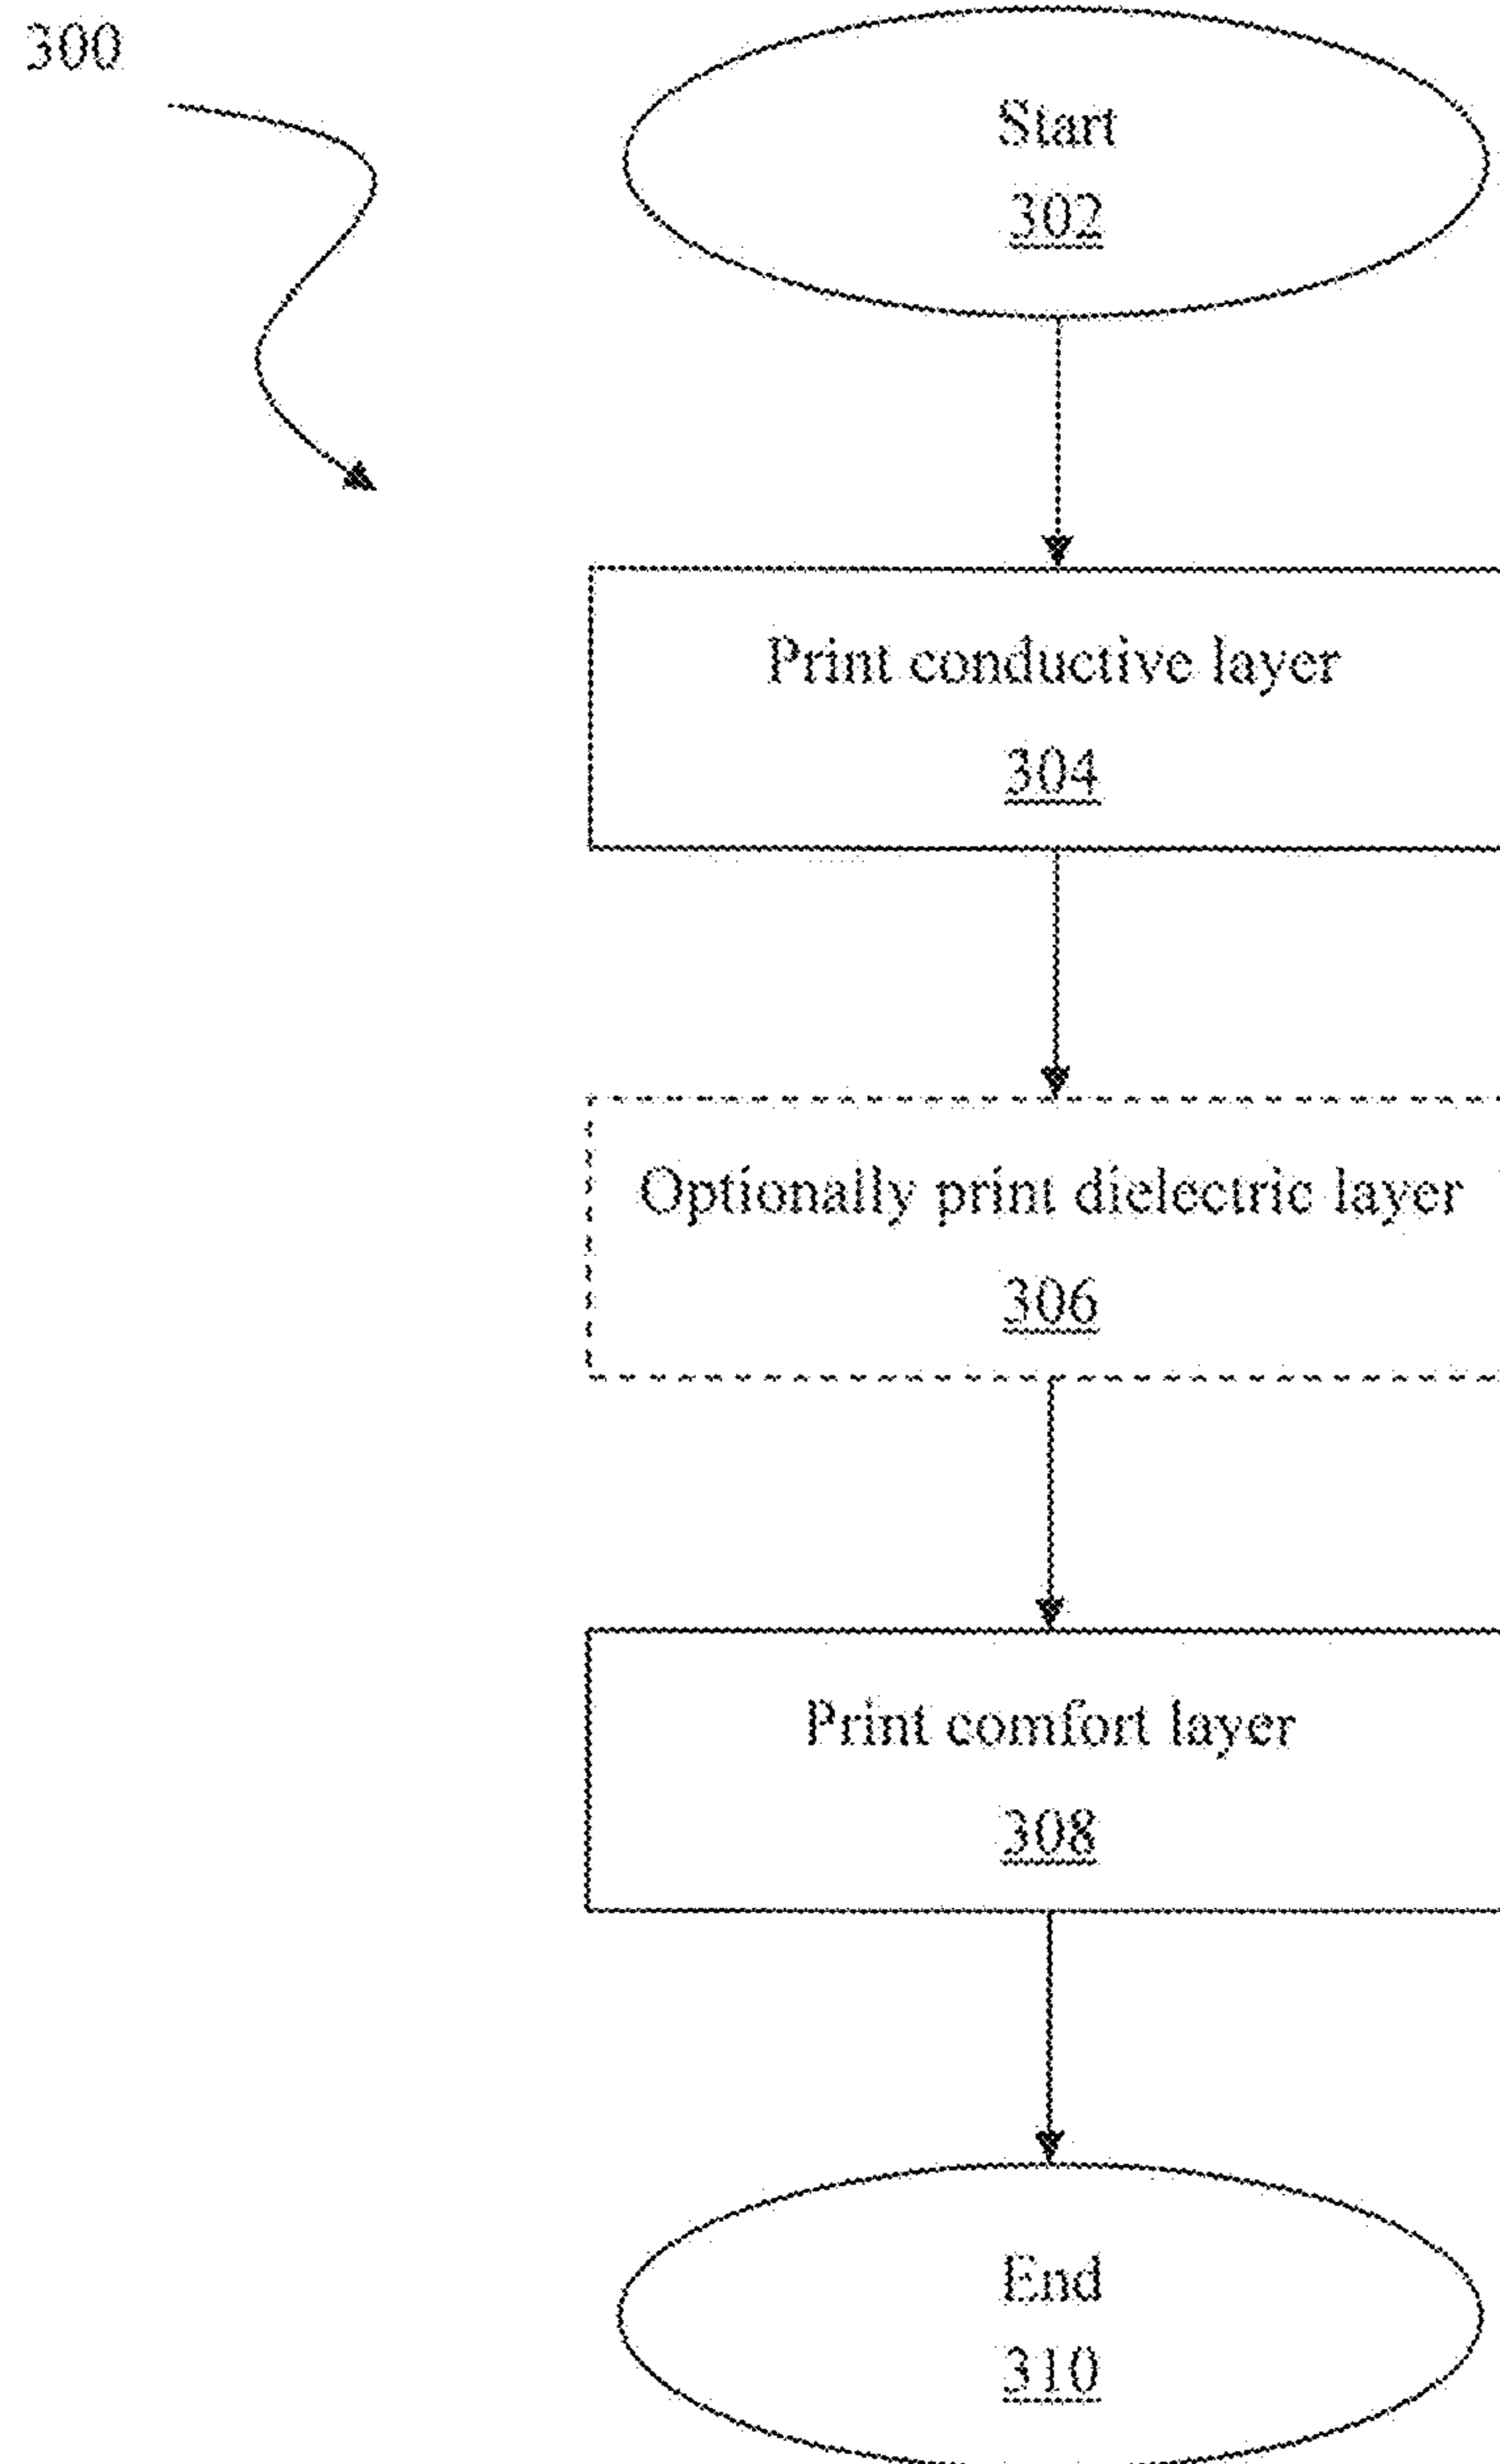 300
Start
302
Print conductive layer
304
Optionally print dielectric layer
306
Print comfort layer
308
End
310